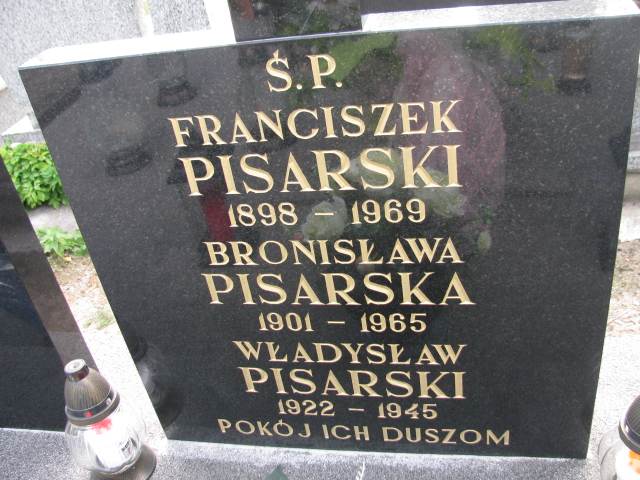 Ś.P.
FRANCISZEK
PISARSKI
1898 - 1969
BRONISŁAWA
PISARSKA
1901 - 1965
WŁADYSŁAW
PISARSKI
1922 - 1945
POKÓJ ICH DUSZOM